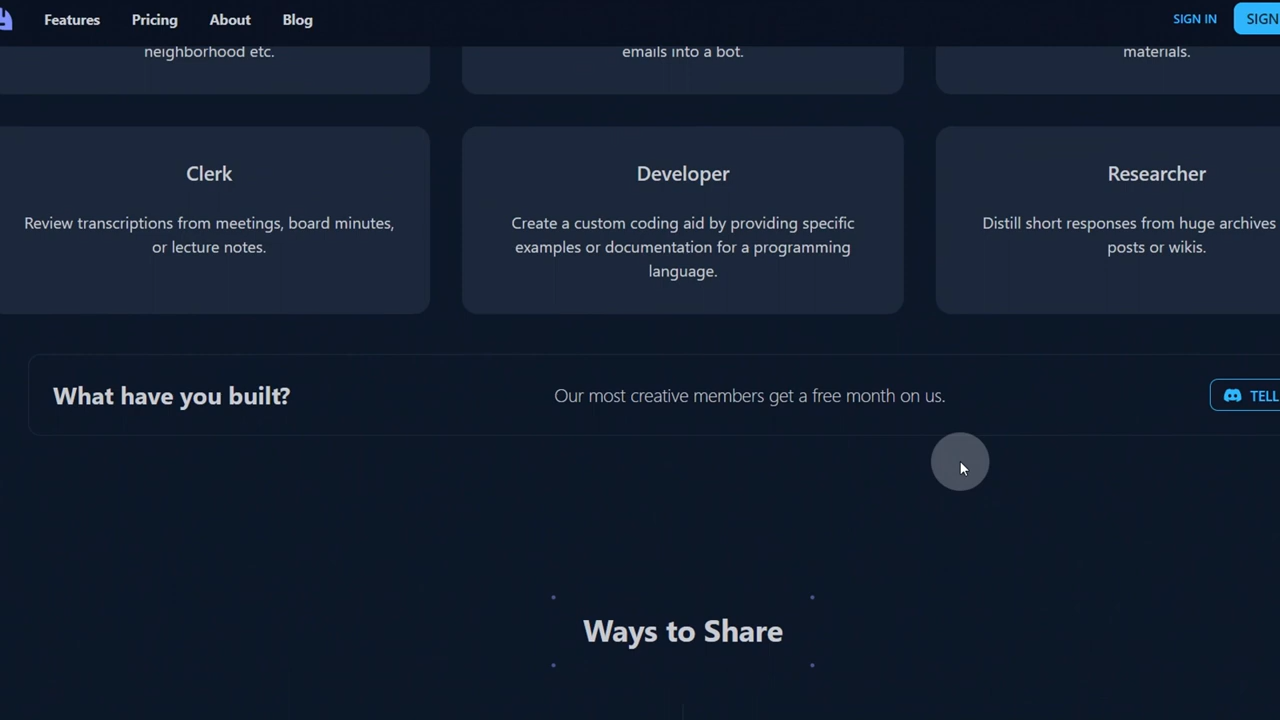 Features
Pricing
About
Blog
SIGN IN
SIGN
neighborhood etc.
emails into a bot.
materials.
Clerk
Review transcriptions from meetings, board minutes,
or lecture notes.
Developer
Create a custom coding aid by providing specific
examples or documentation for a programming
language.
Researcher
Distill short responses from huge archives
posts or wikis.
What have you built?
Our most creative members get a free month on us.
TELL
Ways to Share